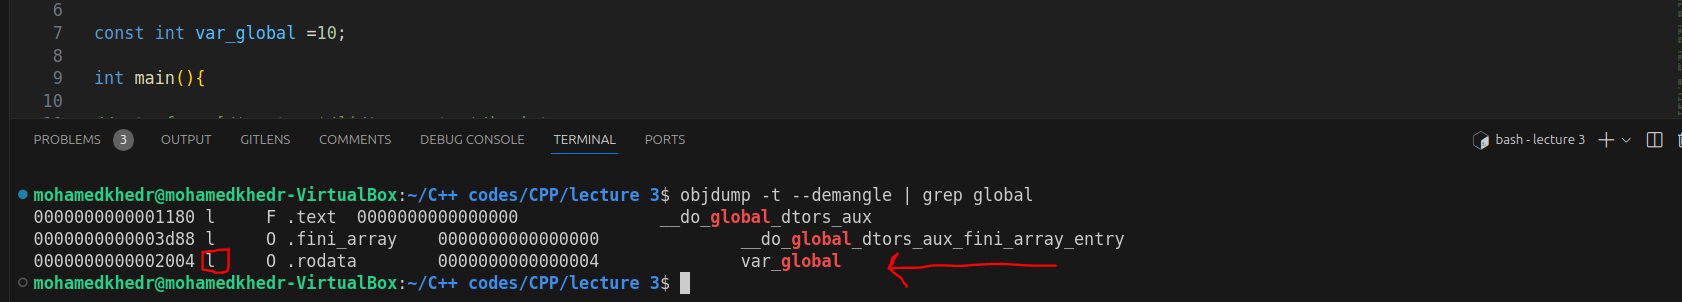 6
7 const int var_global =10;
8
9 int main(){
10
PROBLEMS 3 OUTPUT GITLENS COMMENTS DEBUG CONSOLE TERMINAL PORTS bash - lecture 3
mohamedkhedr@mohamedkhedr-VirtualBox:~/C++ codes/CPP/lecture 3$ objdump -t --demangle | grep global
0000000000001180 l F .text 0000000000000000 __do_global_dtors_aux
0000000000003d88 l O .fini_array 0000000000000000 __do_global_dtors_aux_fini_array_entry
0000000000002004 l O .rodata 0000000000000004 var_global
mohamedkhedr@mohamedkhedr-VirtualBox:~/C++ codes/CPP/lecture 3$